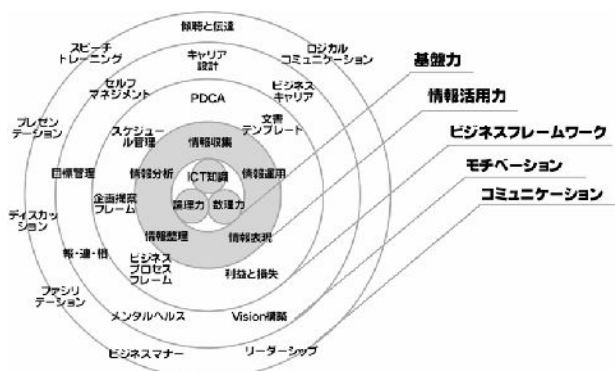 傾聴と伝達
スピーチ
トレーニング
ロジカル
コミュニケーション
キャリア
設計
セルフ
マネジメント
ビジネス
キャリア
PDCA
プレゼン
テーション
スケジュー
ル管理
文書
テンプレート
情報収集
目標管理
情報分析
ICT知識
情報運用
企画提案
フレーム
論理力
数理力
ディスカッ
ション
情報整理
情報表現
報・連・相
ビジネス
プロセス
フレーム
利益と損失
ファシリ
テーション
メンタルヘルス
Vision構築
ビジネスマナー
リーダーシップ
基盤力
情報活用力
ビジネスフレームワーク
モチベーション
コミュニケーション